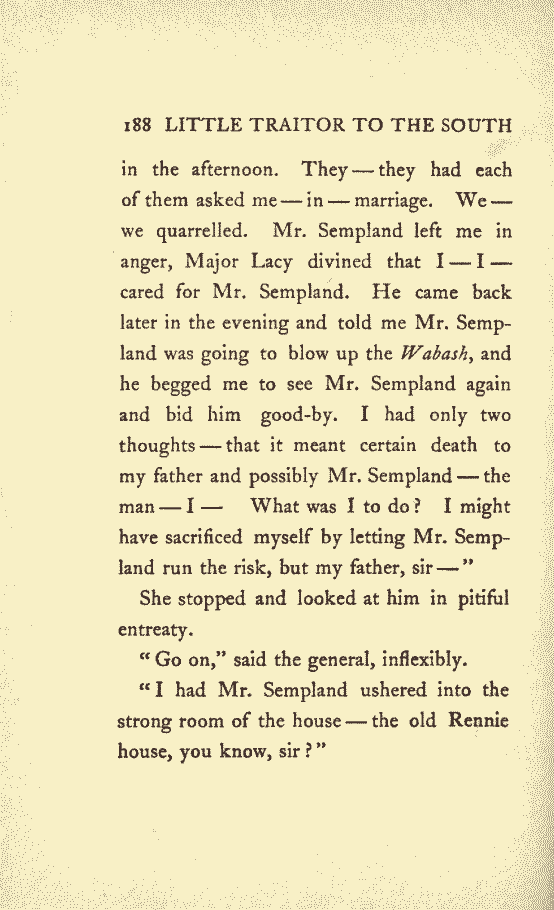 188 LITTLE TRAITOR TO THE SOUTH
in the afternoon. They — they had each
of them asked me — in — marriage. We —
we quarrelled. Mr. Sempland left me in
anger, Major Lacy divined that I — I —
cared for Mr. Sempland. He came back
later in the evening and told me Mr. Semp-
land was going to blow up the Wabash, and
he begged me to see Mr. Sempland again
and bid him good-by. I had only two
thoughts — that it meant certain death to
my father and possibly Mr. Sempland — the
man — I — What was I to do? I might
have sacrificed myself by letting Mr. Semp-
land run the risk, but my father, sir — ”
She stopped and looked at him in pitiful
entreaty.
“Go on,” said the general, inflexibly.
“I had Mr. Sempland ushered into the
strong room of the house — the old Rennie
house, you know, sir?”